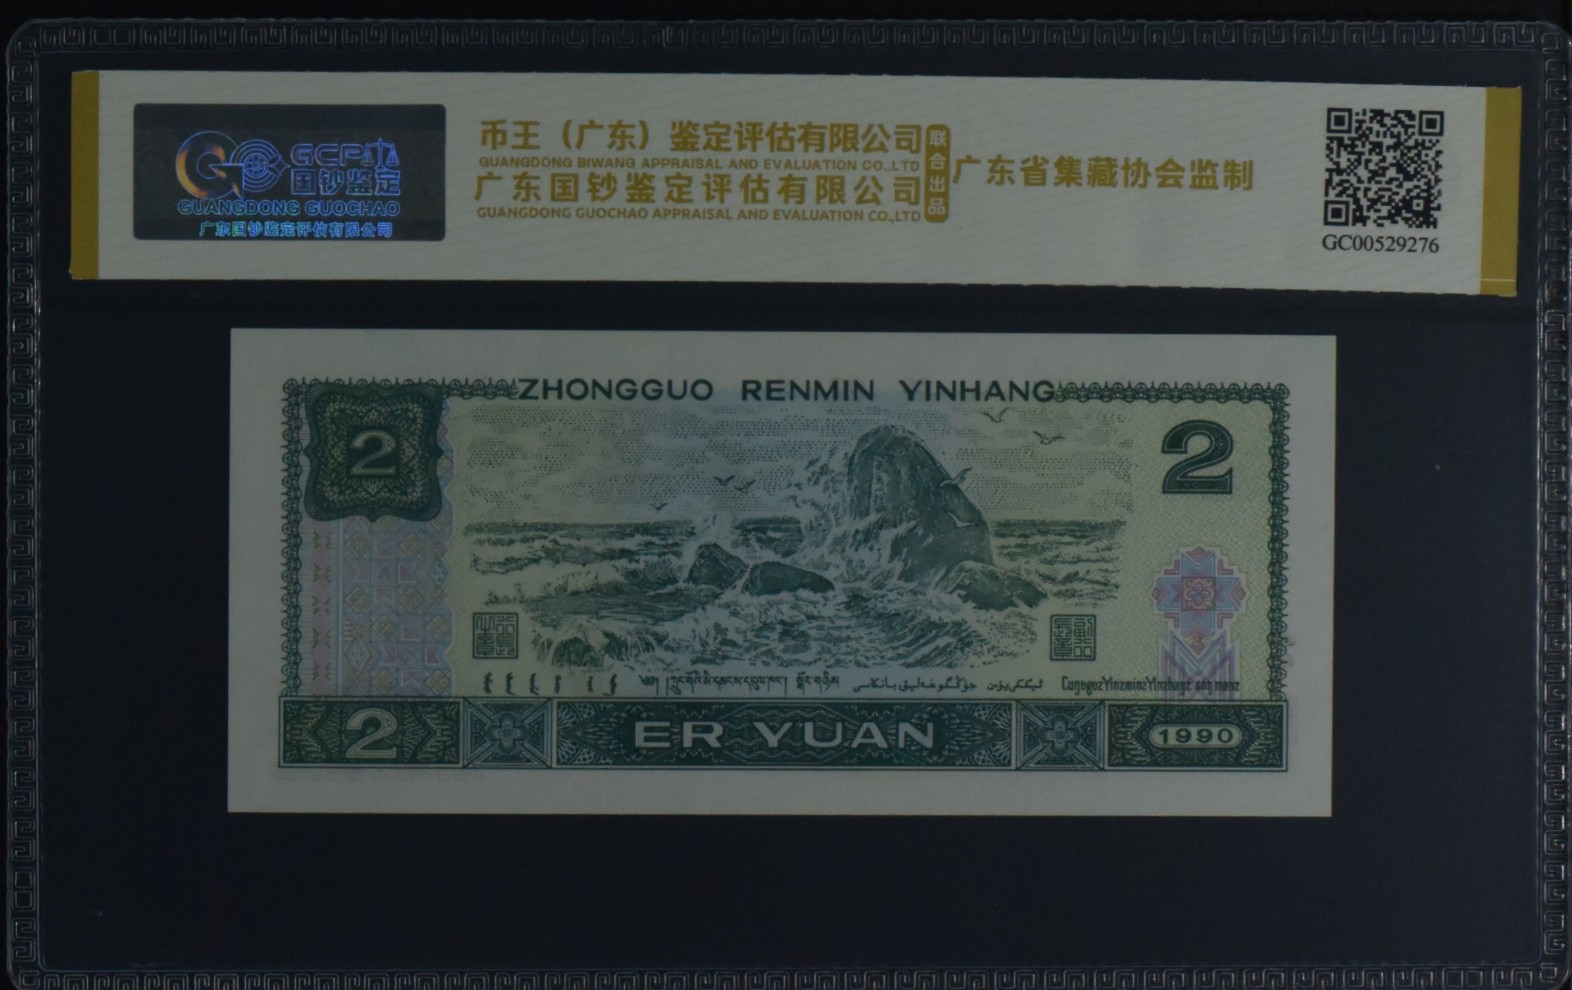 GCP
国钞鉴定
GUANGDONG GUOCHAO
广东国钞鉴定评估有限公司
币王（广东）鉴定评估有限公司
GUANGDONG BIWANG APPRAISAL AND EVALUATION CO.,LTD
广东国钞鉴定评估有限公司
GUANGDONG GUOCHAO APPRAISAL AND EVALUATION CO.,LTD
联合出品
广东省集藏协会监制
GC00529276
ZHONGGUO RENMIN YINHANG
2
2
2
ER YUAN
1990